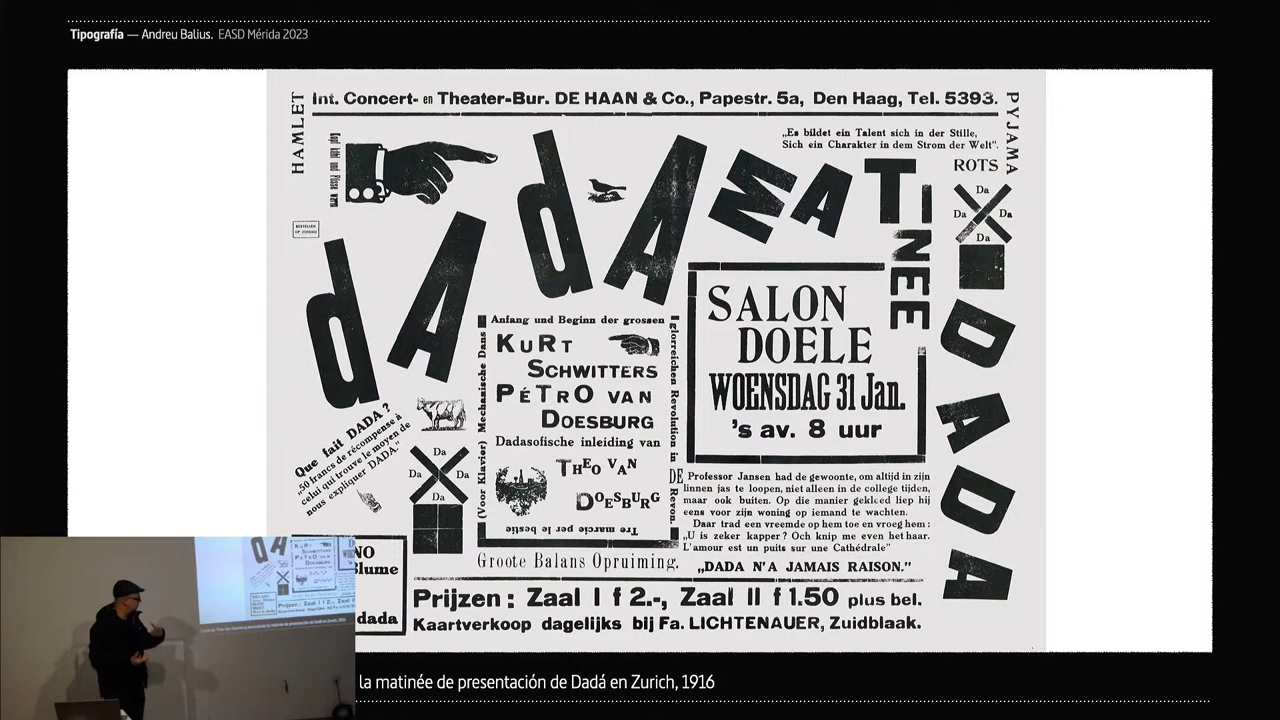 Tipografía — Andreu Balius. EASD Mérida 2023
Int. Concert- en Theater-Bur. DE HAAN & Co., Papestr. 5a, Den Haag, Tel. 5393.
HAMLET
PYJAMA
„Es bildet ein Talent sich in der Stille,
Sich ein Charakter in dem Strom der Welt".
ROTS
dADA
MATINÉE
Da
Da
Da
Da
DADA
SALON
DOELE
WOENSDAG 31 Jan.
's av. 8 uur
Anfang und Beginn der grossen
glorreichen Revolution in
DE Revon.
(Voor Klavier) Mechanische Dans
KURT
SCHWITTERS
PÉTRO VAN
DOESBURG
Dadasofische inleiding van
THEO VAN
DOESBURG
Tre marcie per le bestie
Que fait DADA ?
„50 francs de récompense à
celui qui trouve le moyen de
nous expliquer DADA."
Da
Da
Da
Da
Professor Jansen had de gewoonte, om altijd in zijn
linnen jas te loopen, niet alleen in de college tijden,
maar ook buiten. Op die manier gekleed liep hij
eens voor zijn woning op iemand te wachten.
Daar trad een vreemde op hem toe en vroeg hem :
„U is zeker kapper? Och knip me even het haar.
L'amour est un puits sur une Cathédrale"
„DADA N'A JAMAIS RAISON."
Groote Balans Opruiming.
NO
Blume
dada
Prijzen : Zaal I f 2.-, Zaal II f 1.50 plus bel.
Kaartverkoop dagelijks bij Fa. LICHTENAUER, Zuidblaak.
la matinée de presentación de Dadá en Zurich, 1916